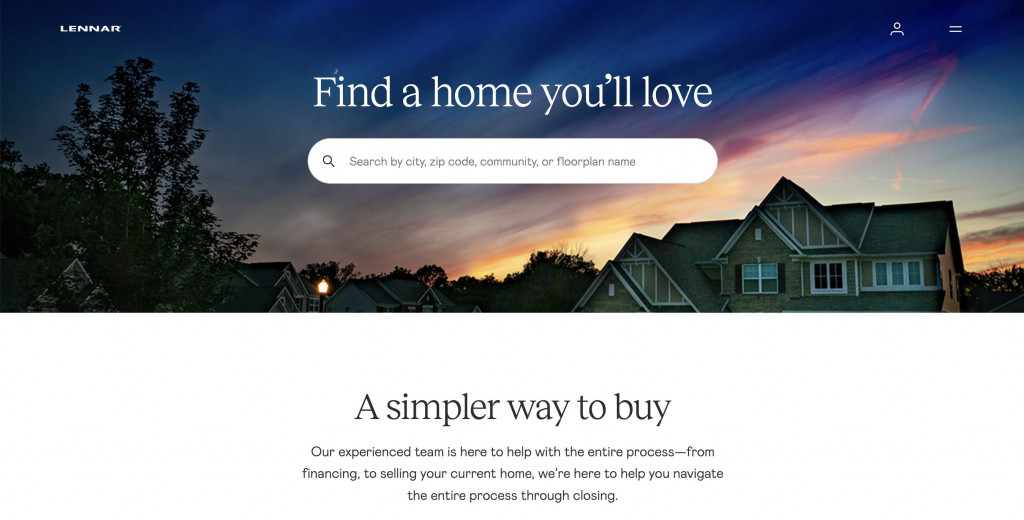 LENNAR
Find a home you’ll love
Search by city, zip code, community, or floorplan name
A simpler way to buy
Our experienced team is here to help with the entire process—from
financing, to selling your current home, we’re here to help you navigate
the entire process through closing.